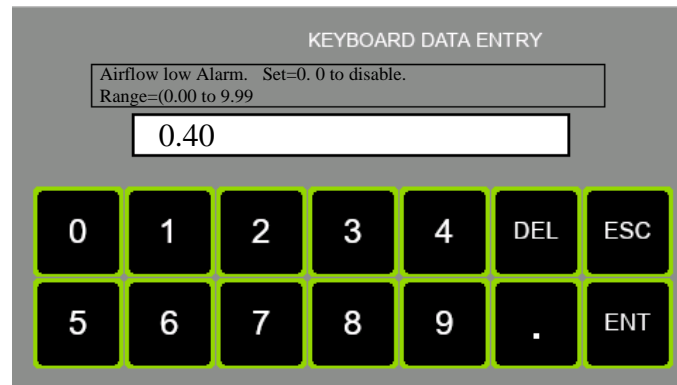 KEYBOARD DATA ENTRY
Airflow low Alarm. Set=0. 0 to disable.
Range=(0.00 to 9.99
0.40
0 1 2 3 4 DEL ESC
5 6 7 8 9 . ENT